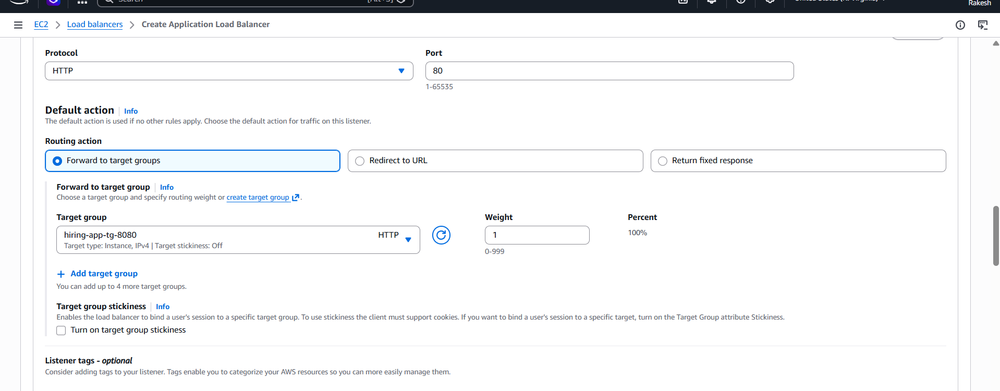 Search
Rakesh
EC2 > Load balancers > Create Application Load Balancer
Protocol
Port
HTTP
80
1-65535
Default action Info
The default action is used if no other rules apply. Choose the default action for traffic on this listener.
Routing action
Forward to target groups
Redirect to URL
Return fixed response
Forward to target group Info
Choose a target group and specify routing weight or create target group .
Target group
Weight
Percent
hiring-app-tg-8080
HTTP
Target type: Instance, IPv4 | Target stickiness: Off
1
100%
0-999
+ Add target group
You can add up to 4 more target groups.
Target group stickiness Info
Enables the load balancer to bind a user's session to a specific target group. To use stickiness the client must support cookies. If you want to bind a user's session to a specific target, turn on the Target Group attribute Stickiness.
Turn on target group stickiness
Listener tags - optional
Consider adding tags to your listener. Tags enable you to categorize your AWS resources so you can more easily manage them.